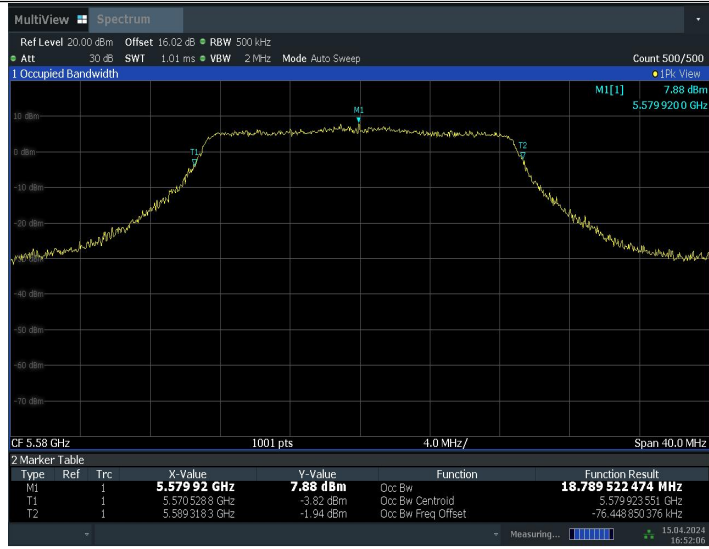 MultiView Spectrum
Ref Level 20.00 dBm Offset 16.02 dB RBW 500 kHz
Att 30 dB SWT 1.01 ms VBW 2 MHz Mode Auto Sweep Count 500/500
1 Occupied Bandwidth 1Pk View
M1[1] 7.88 dBm
5.579 920 0 GHz
M1
10 dBm
T2
0 dBm T1
-10 dBm
-20 dBm
-30 dBm
-40 dBm
-50 dBm
-60 dBm
-70 dBm
CF 5.58 GHz 1001 pts 4.0 MHz/ Span 40.0 MHz
2 Marker Table
Type Ref Trc X-Value Y-Value Function Function Result
M1 1 5.579 92 GHz 7.88 dBm Occ Bw 18.789 522 474 MHz
T1 1 5.570 528 8 GHz -3.82 dBm Occ Bw Centroid 5.579 923 551 GHz
T2 1 5.589 318 3 GHz -1.94 dBm Occ Bw Freq Offset -76.448 850 376 kHz
Measuring... 15.04.2024
16:52:06